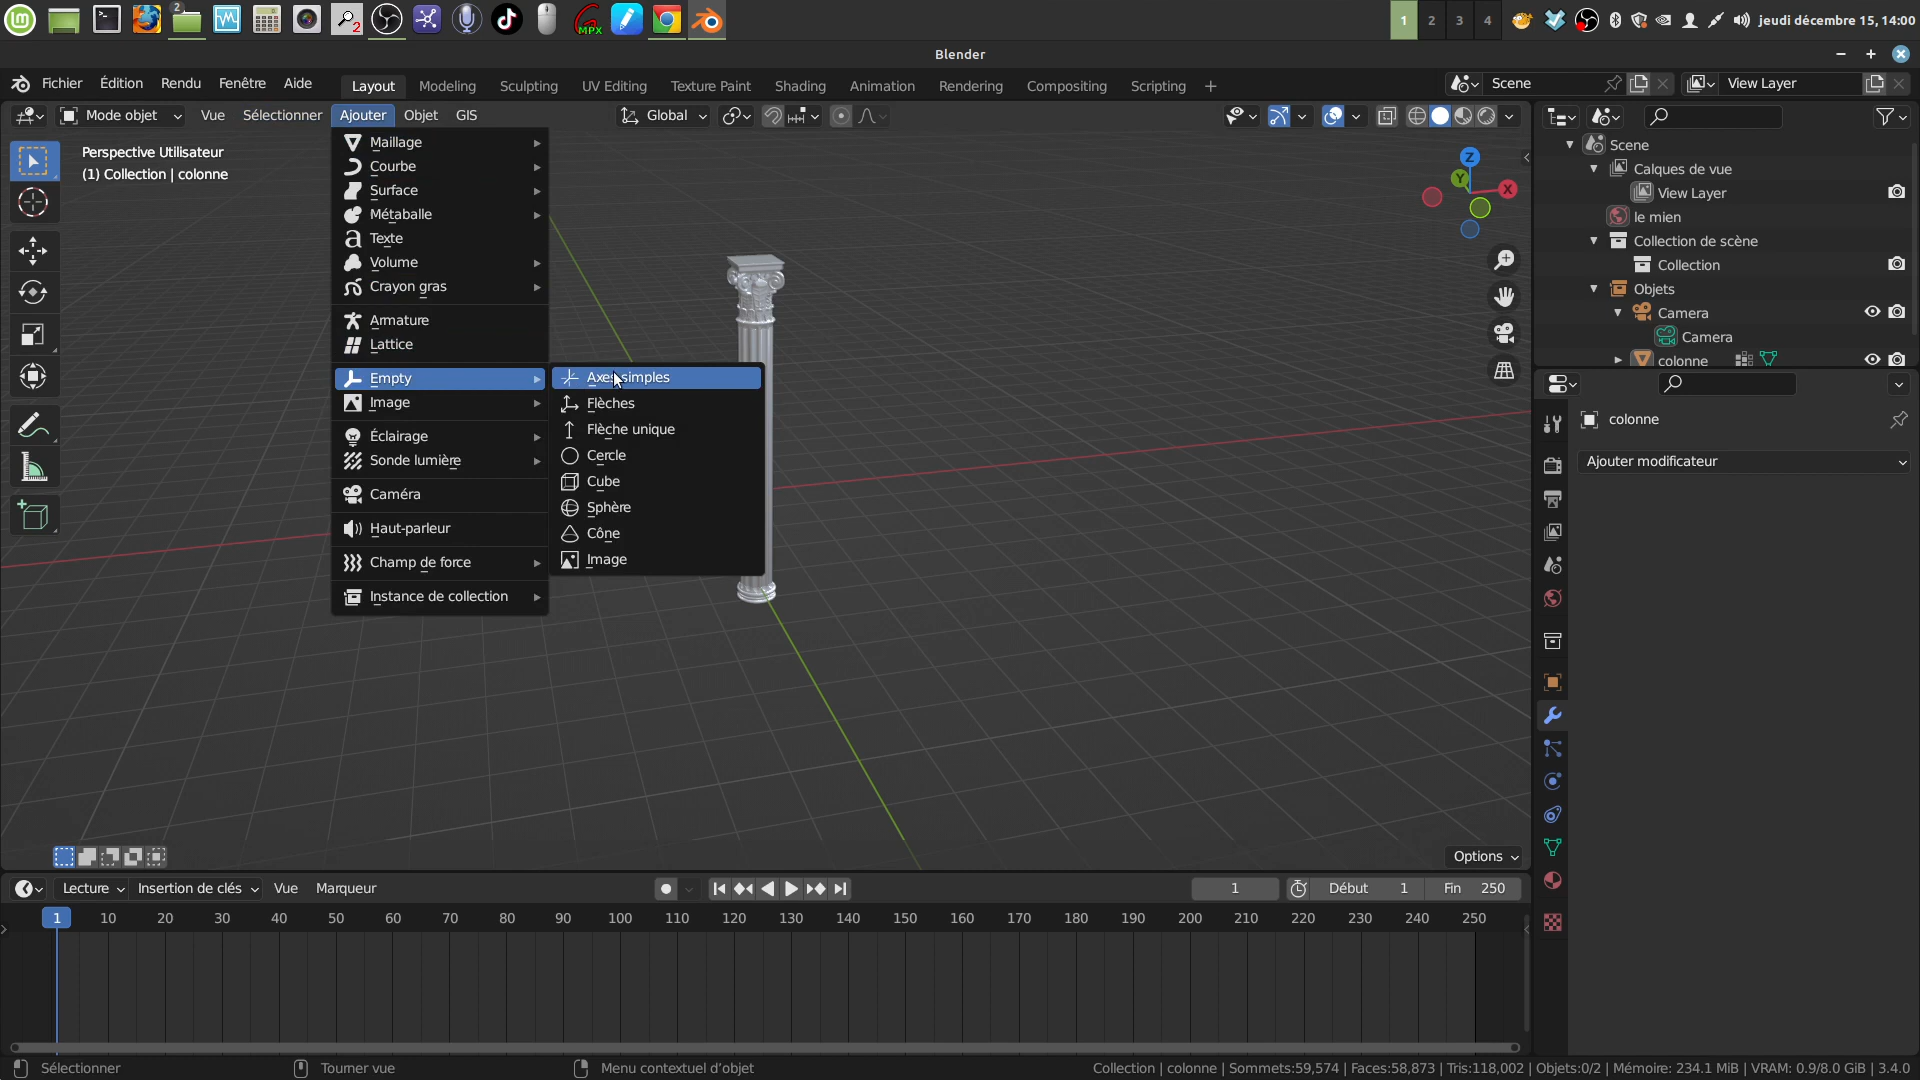 2
2
MPX
1 2 3 4
jeudi décembre 15, 14:00
Blender
Fichier Édition Rendu Fenêtre Aide
Layout Modeling Sculpting UV Editing Texture Paint Shading Animation Rendering Compositing Scripting +
Scene
View Layer
Mode objet
Vue Sélectionner Ajouter Objet GIS
Global
Perspective Utilisateur
(1) Collection | colonne
Maillage
Courbe
Surface
Métaballe
Texte
Volume
Crayon gras
Armature
Lattice
Empty
Image
Éclairage
Sonde lumière
Caméra
Haut-parleur
Champ de force
Instance de collection
Axes simples
Flèches
Flèche unique
Cercle
Cube
Sphère
Cône
Image
Z
Y
X
Scene
Calques de vue
View Layer
le mien
Collection de scène
Collection
Objets
Camera
Camera
colonne
colonne
Ajouter modificateur
Options
Lecture Insertion de clés Vue Marqueur
1
Début 1
Fin 250
1 10 20 30 40 50 60 70 80 90 100 110 120 130 140 150 160 170 180 190 200 210 220 230 240 250
Sélectionner
Tourner vue
Menu contextuel d'objet
Collection | colonne | Sommets:59,574 | Faces:58,873 | Tris:118,002 | Objets:0/2 | Mémoire: 234.1 MiB | VRAM: 0.9/8.0 GiB | 3.4.0